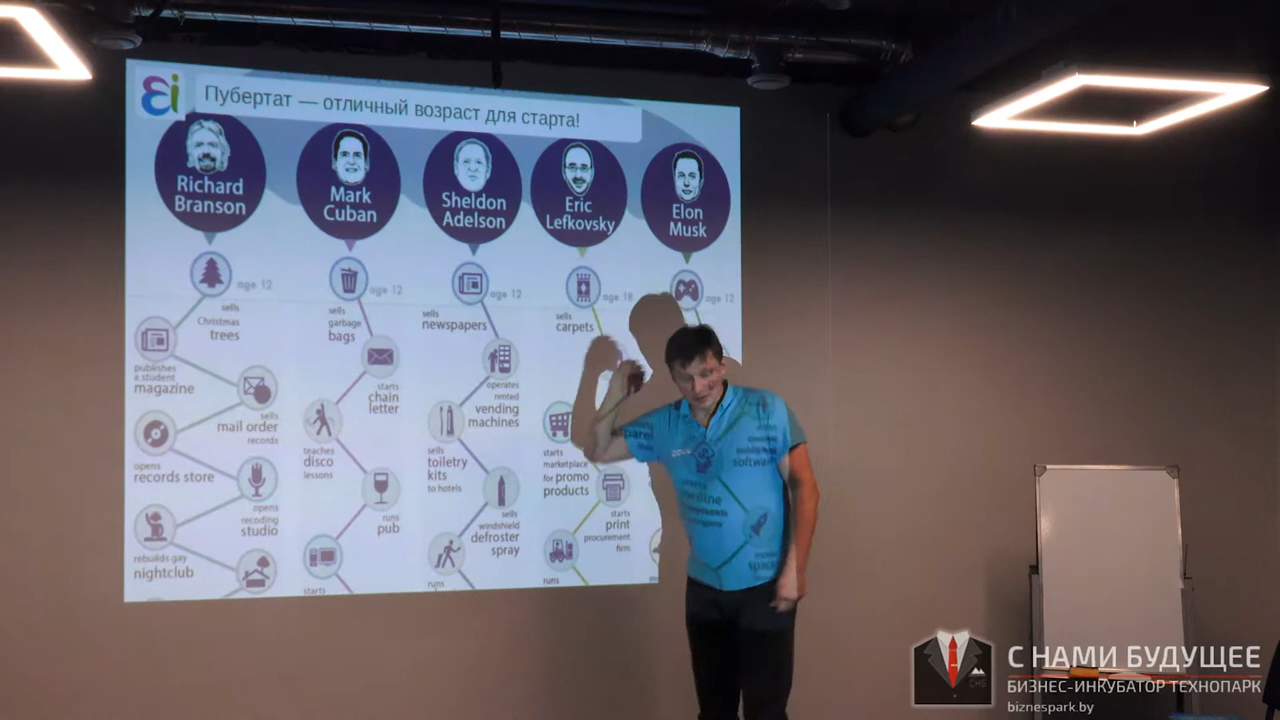 Пубертат — отличный возраст для старта!
Richard
Branson
Mark
Cuban
Sheldon
Adelson
Eric
Lefkovsky
Elon
Musk
age 12
sells
Christmas
trees
publishes
a student
magazine
sells
mail order
records
opens
records store
opens
recoding
studio
rebuilds gay
nightclub
age 12
sells
garbage
bags
starts
chain
letter
teaches
disco
lessons
runs
pub
starts
age 12
sells
newspapers
operates
rented
vending
machines
sells
toiletry
kits
to hotels
sells
windshield
defroster
spray
runs
age 18
sells
carpets
starts
marketplace
for promo
products
starts
print
procurement
firm
runs
age 12
software
С НАМИ БУДУЩЕЕ
БИЗНЕС-ИНКУБАТОР ТЕХНОПАРК
biznespark.by